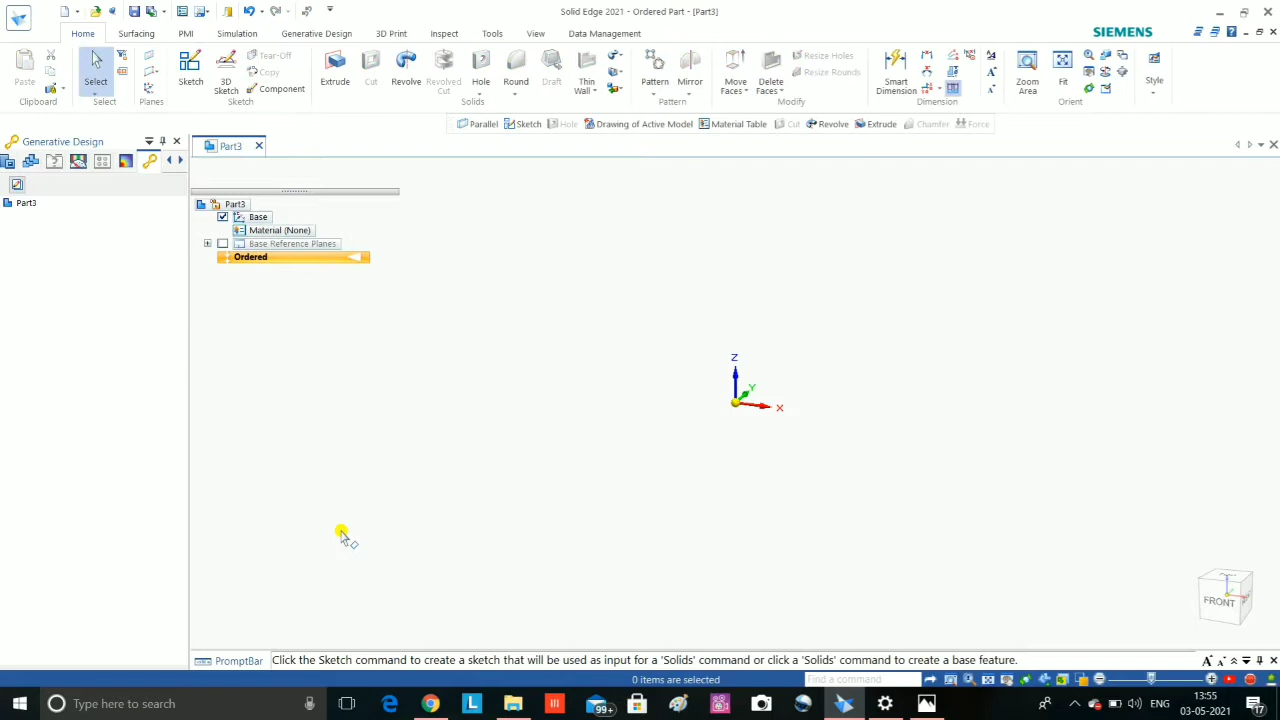 Solid Edge 2021 - Ordered Part - [Part3]
Home Surfacing PMI Simulation Generative Design 3D Print Inspect Tools View Data Management SIEMENS
Paste Select Sketch 3D Sketch Tear-Off Copy Component Extrude Cut Revolve Revolved Cut Hole Round Draft Thin Wall Pattern Mirror Move Faces Delete Faces Resize Holes Resize Rounds Smart Dimension Zoom Area Fit Style
Clipboard Select Planes Sketch Solids Pattern Modify Dimension Orient Style
Parallel Sketch Hole Drawing of Active Model Material Table Cut Revolve Extrude Chamfer Force
Generative Design Part3
Part3 Part3
Base
Material (None)
Base Reference Planes
Ordered
Z
Y
X
FRONT
PromptBar Click the Sketch command to create a sketch that will be used as input for a 'Solids' command or click a 'Solids' command to create a base feature.
0 items are selected Find a command
Type here to search 99+ ENG 13:55
03-05-2021 17